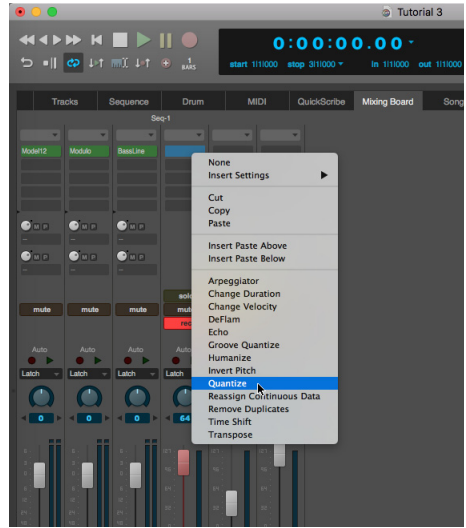 Tutorial 3
0:00:00.00
1 BARS
start 1|1|000 stop 3|1|000 in 1|1|000 out 1|1|000
Tracks Sequence Drum MIDI QuickScribe Mixing Board Song
Seq-1
Model12 Modulo BassLine
None
Insert Settings
Cut
Copy
Paste
Insert Paste Above
Insert Paste Below
Arpeggiator
Change Duration
Change Velocity
DeFlam
Echo
Groove Quantize
Humanize
Invert Pitch
Quantize
Reassign Continuous Data
Remove Duplicates
Time Shift
Transpose
M P M P M P
M P M P M P
solo
mute mute mute mute
rec
Auto Auto Auto Auto
Latch Latch Latch Latch
0 0 0 64